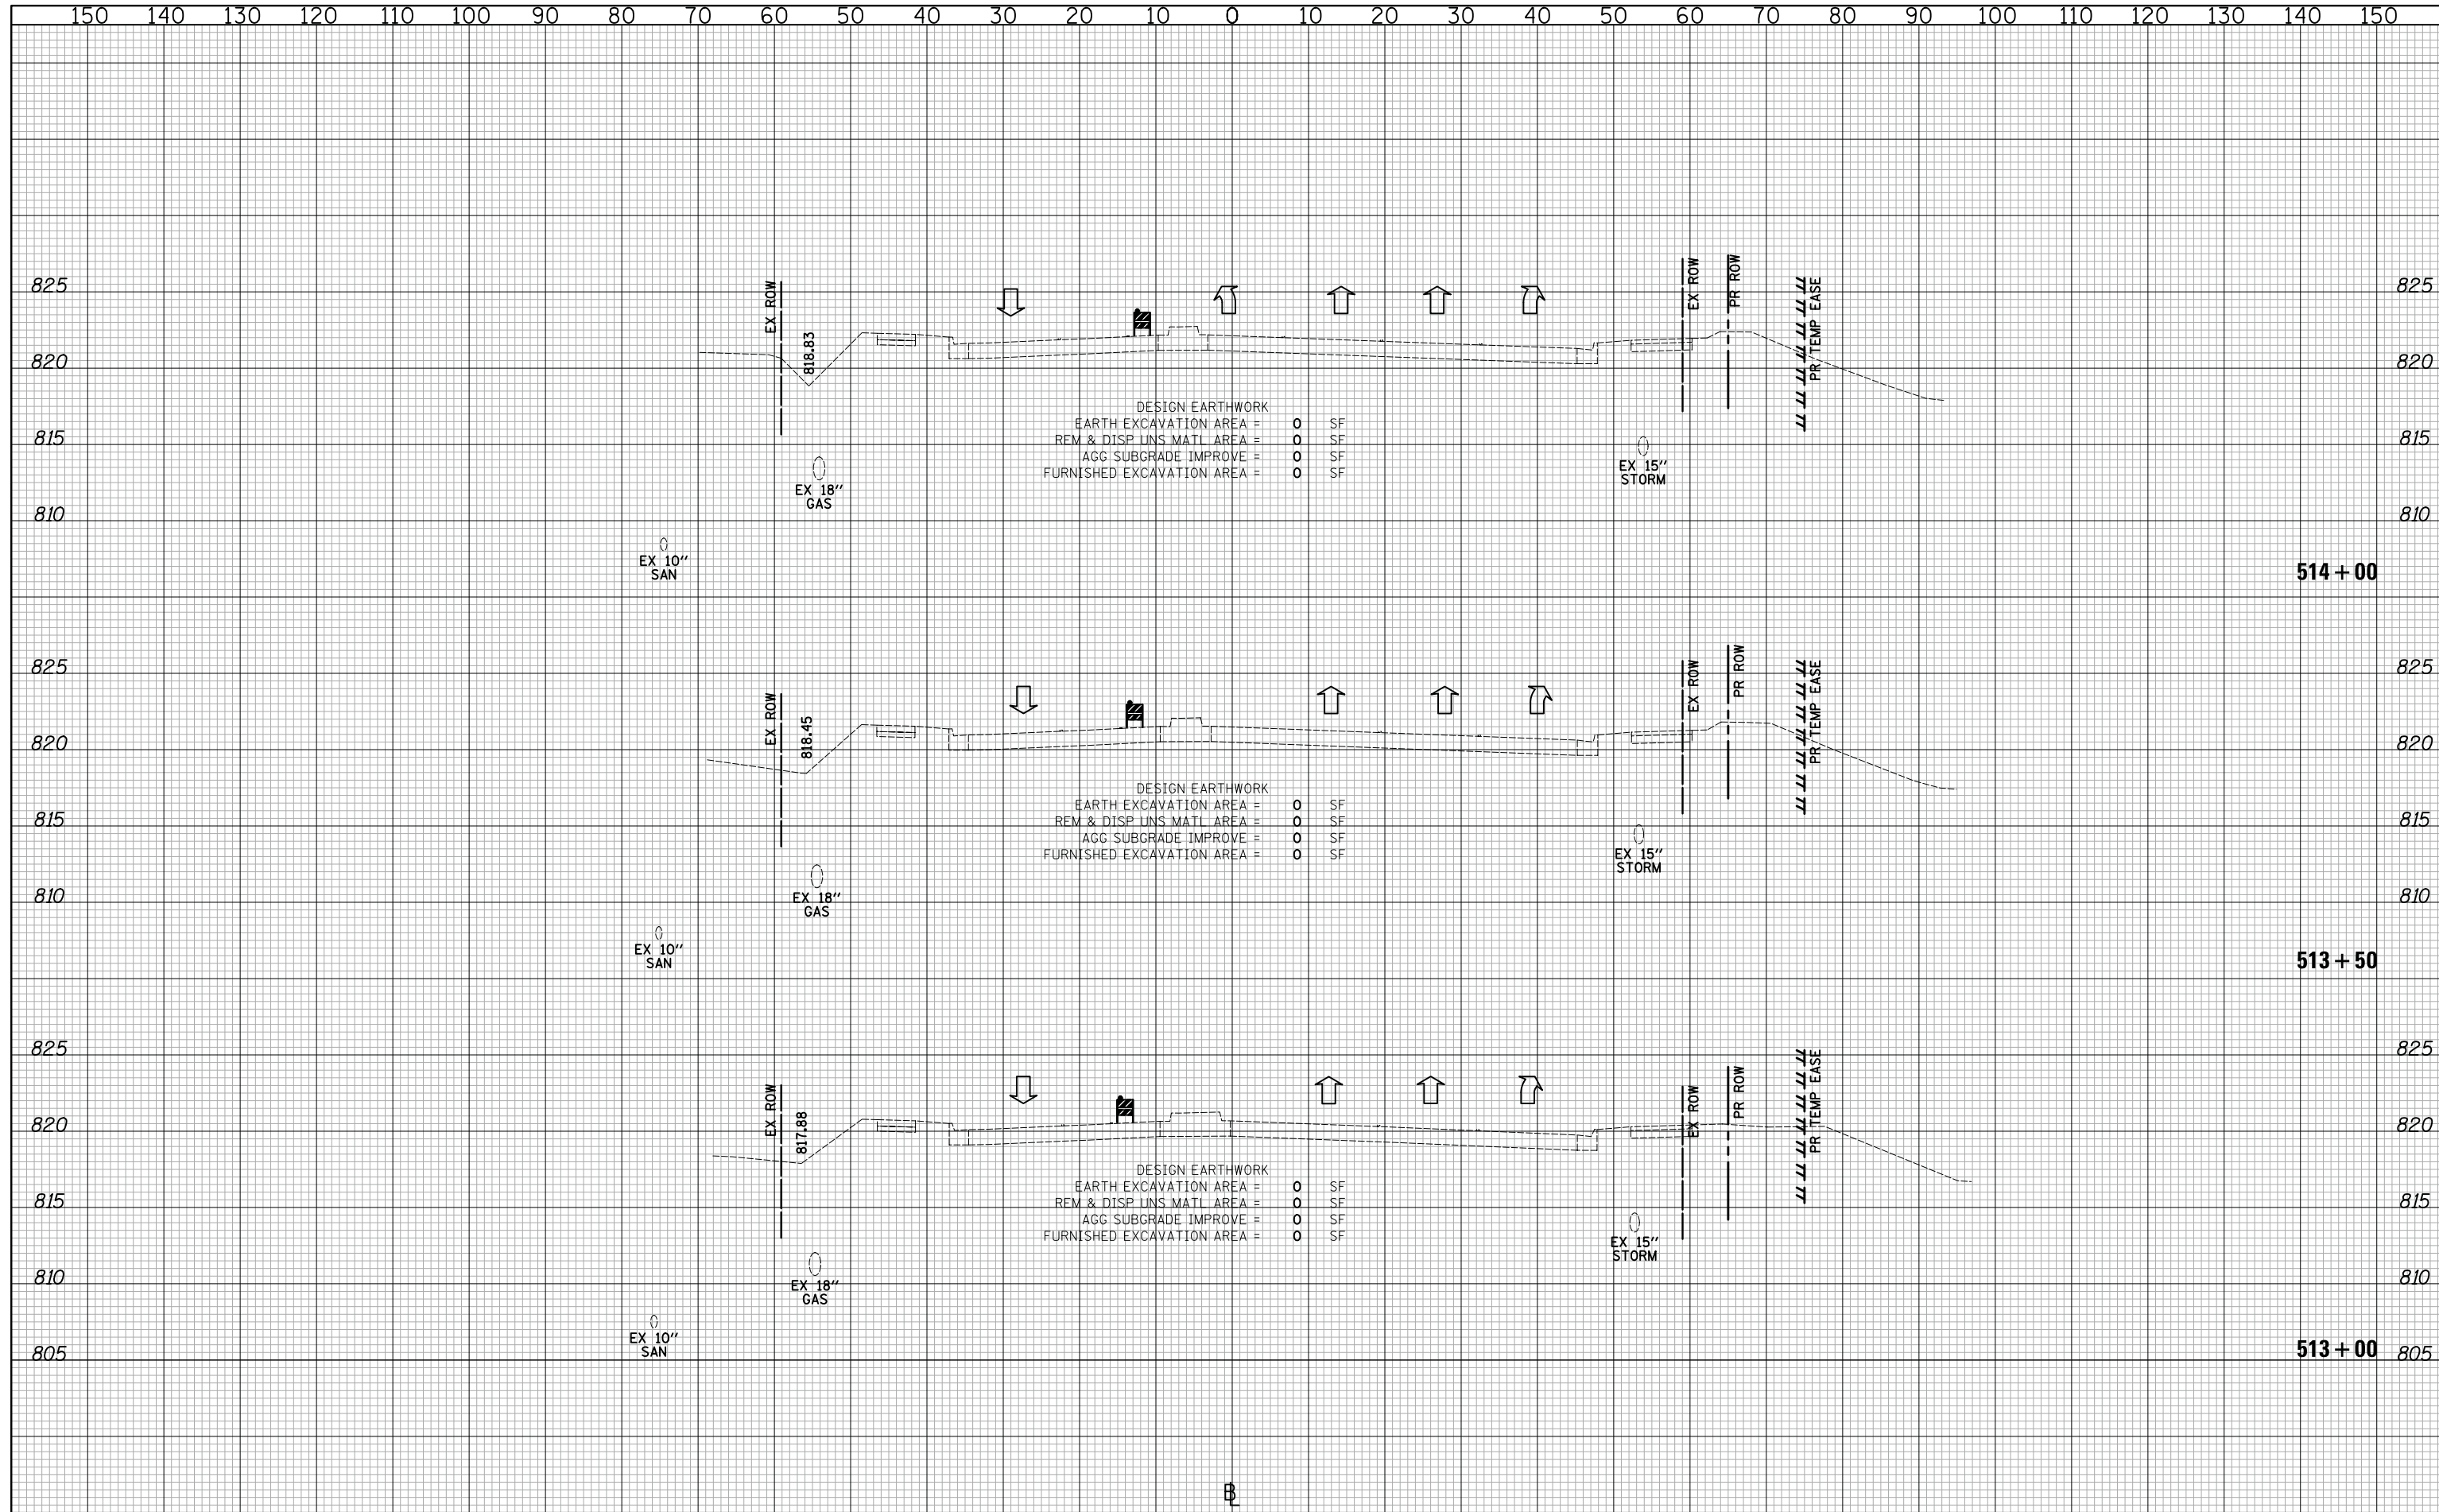 150 140 130 120 110 100 90 80 70 60 50 40 30 20 10 0 10 20 30 40 50 60 70 80 90 100 110 120 130 140 150
EX ROW
818.83
EX ROW
PR ROW
PR TEMP EASE
825 825
820 820
DESIGN EARTHWORK
EARTH EXCAVATION AREA = 0 SF
REM & DISP UNS MATL AREA = 0 SF
AGG SUBGRADE IMPROVE = 0 SF
FURNISHED EXCAVATION AREA = 0 SF
815 815
EX 15"
STORM
EX 18"
GAS
810 810
EX 10"
SAN
514+00
EX ROW
818.45
EX ROW
PR ROW
PR TEMP EASE
825 825
820 820
DESIGN EARTHWORK
EARTH EXCAVATION AREA = 0 SF
REM & DISP UNS MATL AREA = 0 SF
AGG SUBGRADE IMPROVE = 0 SF
FURNISHED EXCAVATION AREA = 0 SF
815 815
EX 15"
STORM
EX 18"
GAS
810 810
EX 10"
SAN
513+50
EX ROW
817.88
EX ROW
PR ROW
PR TEMP EASE
825 825
820 820
DESIGN EARTHWORK
EARTH EXCAVATION AREA = 0 SF
REM & DISP UNS MATL AREA = 0 SF
AGG SUBGRADE IMPROVE = 0 SF
FURNISHED EXCAVATION AREA = 0 SF
815 815
EX 15"
STORM
EX 18"
GAS
810 810
EX 10"
SAN
805 513+00 805
BL